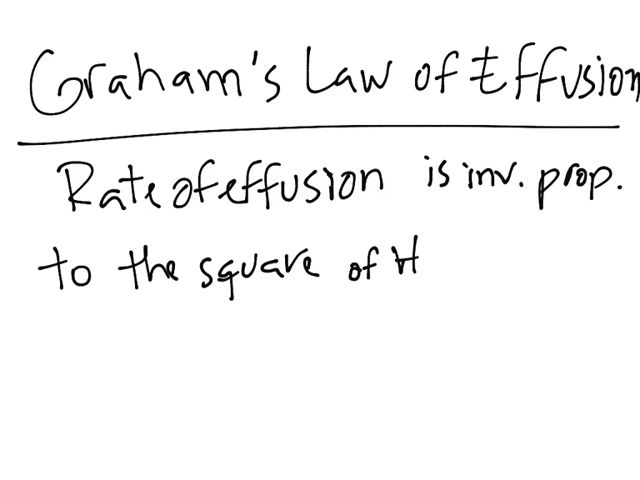 Graham's Law of Effusion
Rate of effusion is inv. prop.
to the square of